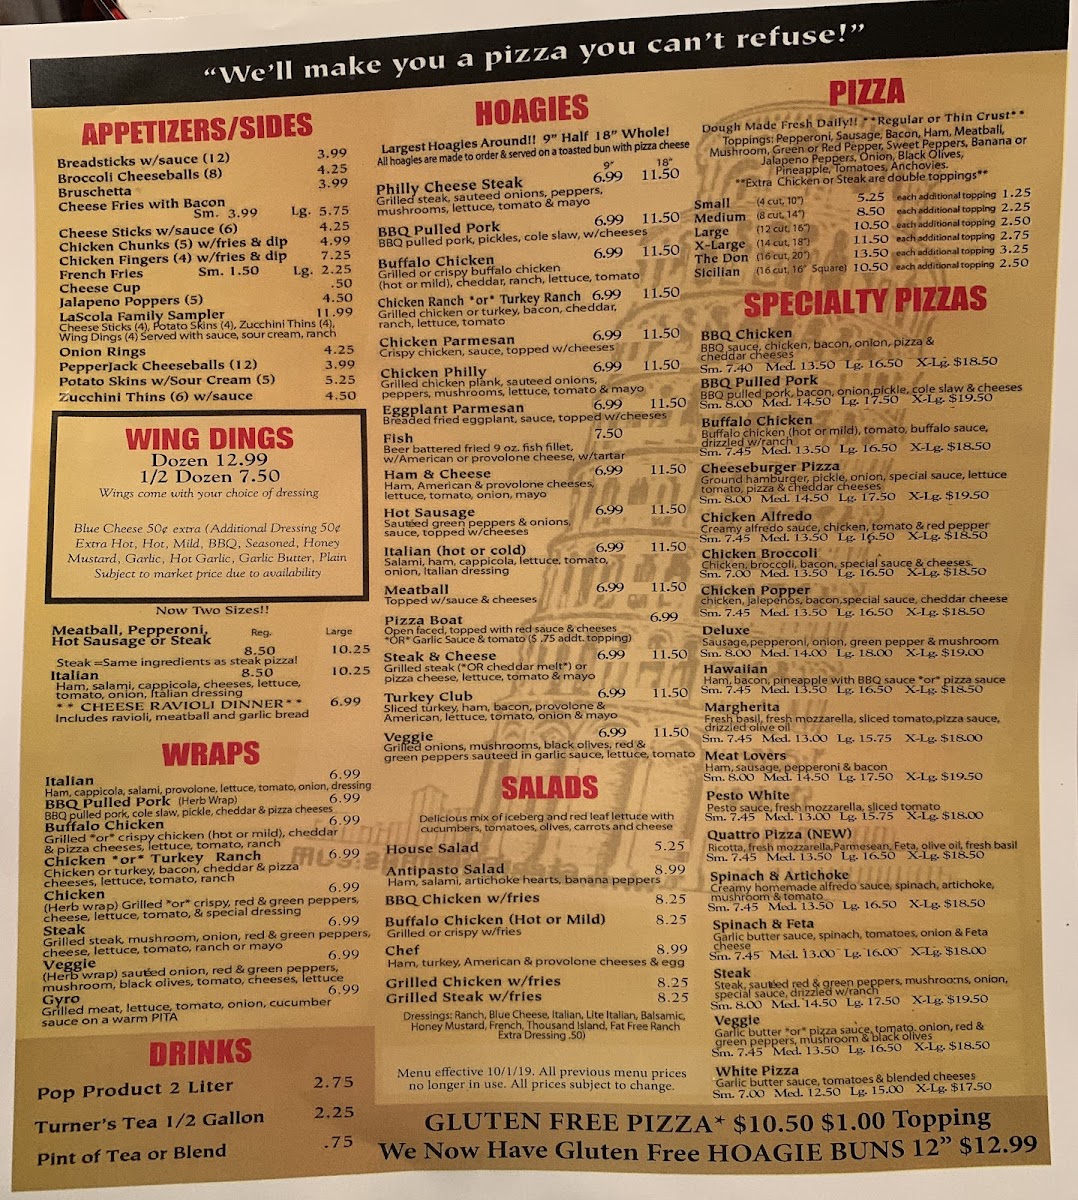 “We’ll make you a pizza you can’t refuse!”
APPETIZERS/SIDES
Breadsticks w/sauce (12) 3.99
Broccoli Cheeseballs (8) 4.25
Bruschetta 3.99
Cheese Fries with Bacon
Sm. 3.99 Lg. 5.75
Cheese Sticks w/sauce (6) 4.25
Chicken Chunks (5) w/fries & dip 4.99
Chicken Fingers (4) w/fries & dip 7.25
French Fries Sm. 1.50 Lg. 2.25
Cheese Cup .50
Jalapeno Poppers (5) 4.50
LaScola Family Sampler 11.99
Cheese Sticks (4), Potato Skins (4), Zucchini Thins (4),
Wing Dings (4) Served with sauce, sour cream, ranch
Onion Rings 4.25
PepperJack Cheeseballs (12) 3.99
Potato Skins w/Sour Cream (5) 5.25
Zucchini Thins (6) w/sauce 4.50
WING DINGS
Dozen 12.99
1/2 Dozen 7.50
Wings come with your choice of dressing
Blue Cheese 50¢ extra (Additional Dressing 50¢
Extra Hot, Hot, Mild, BBQ, Seasoned, Honey
Mustard, Garlic, Hot Garlic, Garlic Butter, Plain
Subject to market price due to availability
Now Two Sizes!!
Meatball, Pepperoni,
Hot Sausage or Steak Reg. Large
8.50 10.25
Steak =Same ingredients as steak pizza!
Italian 8.50 10.25
Ham, salami, cappicola, cheeses, lettuce,
tomato, onion, Italian dressing
** CHEESE RAVIOLI DINNER** 6.99
Includes ravioli, meatball and garlic bread
WRAPS
Italian 6.99
Ham, cappicola, salami, provolone, lettuce, tomato, onion, dressing
BBQ Pulled Pork (Herb Wrap) 6.99
BBQ pulled pork, cole slaw, pickle, cheddar & pizza cheeses
Buffalo Chicken 6.99
Grilled *or* crispy chicken (hot or mild), cheddar
& pizza cheeses, lettuce, tomato, ranch
Chicken *or* Turkey Ranch 6.99
Chicken or turkey, bacon, cheddar & pizza
cheeses, lettuce, tomato, ranch
Chicken 6.99
(Herb wrap) Grilled *or* crispy, red & green peppers,
cheese, lettuce, tomato, & special dressing
Steak 6.99
Grilled steak, mushroom, onion, red & green peppers,
cheese, lettuce, tomato, ranch or mayo
Veggie 6.99
(Herb wrap) sautéed onion, red & green peppers,
mushroom, black olives, tomato, cheeses, lettuce
Gyro 6.99
Grilled meat, lettuce, tomato, onion, cucumber
sauce on a warm PITA
DRINKS
Pop Product 2 Liter 2.75
Turner’s Tea 1/2 Gallon 2.25
Pint of Tea or Blend .75
HOAGIES
Largest Hoagies Around!! 9” Half 18” Whole!
All hoagies are made to order & served on a toasted bun with pizza cheese
9” 18”
Philly Cheese Steak 6.99 11.50
Grilled steak, sauteed onions, peppers,
mushrooms, lettuce, tomato & mayo
BBQ Pulled Pork 6.99 11.50
BBQ pulled pork, pickles, cole slaw, w/cheeses
Buffalo Chicken 6.99 11.50
Grilled or crispy buffalo chicken
(hot or mild), cheddar, ranch, lettuce, tomato
Chicken Ranch *or* Turkey Ranch 6.99 11.50
Grilled chicken or turkey, bacon, cheddar,
ranch, lettuce, tomato
Chicken Parmesan 6.99 11.50
Crispy chicken, sauce, topped w/cheeses
Chicken Philly 6.99 11.50
Grilled chicken plank, sauteed onions,
peppers, mushrooms, lettuce, tomato & mayo
Eggplant Parmesan 6.99 11.50
Breaded fried eggplant, sauce, topped w/cheeses
Fish 7.50
Beer battered fried 9 oz. fish fillet,
w/American or provolone cheese, w/tartar
Ham & Cheese 6.99 11.50
Ham, American & provolone cheeses,
lettuce, tomato, onion, mayo
Hot Sausage 6.99 11.50
Sautéed green peppers & onions,
sauce, topped w/cheeses
Italian (hot or cold) 6.99 11.50
Salami, ham, cappicola, lettuce, tomato,
onion, Italian dressing
Meatball 6.99 11.50
Topped w/sauce & cheeses
Pizza Boat 6.99
Open faced, topped with red sauce & cheeses
*OR* Garlic Sauce & tomato ($ .75 addt. topping)
Steak & Cheese 6.99 11.50
Grilled steak (*OR cheddar melt*) or
pizza cheese, lettuce, tomato & mayo
Turkey Club 6.99 11.50
Sliced turkey, ham, bacon, provolone &
American, lettuce, tomato, onion & mayo
Veggie 6.99 11.50
Grilled onions, mushrooms, black olives, red &
green peppers sauteed in garlic sauce, lettuce, tomato
SALADS
Delicious mix of iceberg and red leaf lettuce with
cucumbers, tomatoes, olives, carrots and cheese
House Salad 5.25
Antipasto Salad 8.99
Ham, salami, artichoke hearts, banana peppers
BBQ Chicken w/fries 8.25
Buffalo Chicken (Hot or Mild) 8.25
Grilled or crispy w/fries
Chef 8.99
Ham, turkey, American & provolone cheeses & egg
Grilled Chicken w/fries 8.25
Grilled Steak w/fries 8.25
Dressings: Ranch, Blue Cheese, Italian, Lite Italian, Balsamic,
Honey Mustard, French, Thousand Island, Fat Free Ranch
Extra Dressing .50)
Menu effective 10/1/19. All previous menu prices
no longer in use. All prices subject to change.
PIZZA
Dough Made Fresh Daily!! **Regular or Thin Crust**
Toppings: Pepperoni, Sausage, Bacon, Ham, Meatball,
Mushroom, Green or Red Pepper, Sweet Peppers, Banana or
Jalapeno Peppers, Onion, Black Olives,
Pineapple, Tomatoes, Anchovies.
**Extra Chicken or Steak are double toppings**
Small (4 cut, 10”) 5.25 each additional topping 1.25
Medium (8 cut, 14”) 8.50 each additional topping 2.25
Large (12 cut, 16”) 10.50 each additional topping 2.50
X-Large (14 cut, 18”) 11.50 each additional topping 2.75
The Don (16 cut, 20”) 13.50 each additional topping 3.25
Sicilian (16 cut, 16” Square) 10.50 each additional topping 2.50
SPECIALTY PIZZAS
BBQ Chicken
BBQ sauce, chicken, bacon, onion, pizza &
cheddar cheeses
Sm. 7.40 Med. 13.50 Lg. 16.50 X-Lg. $18.50
BBQ Pulled Pork
BBQ pulled pork, bacon, onion,pickle, cole slaw & cheeses
Sm. 8.00 Med. 14.50 Lg. 17.50 X-Lg. $19.50
Buffalo Chicken
Buffalo chicken (hot or mild), tomato, buffalo sauce,
drizzled w/ranch
Sm. 7.45 Med. 13.50 Lg. 16.50 X-Lg. $18.50
Cheeseburger Pizza
Ground hamburger, pickle, onion, special sauce, lettuce
tomato, pizza & cheddar cheeses
Sm. 8.00 Med. 14.50 Lg. 17.50 X-Lg. $19.50
Chicken Alfredo
Creamy alfredo sauce, chicken, tomato & red pepper
Sm. 7.45 Med. 13.50 Lg. 16.50 X-Lg. $18.50
Chicken Broccoli
Chicken, broccoli, bacon, special sauce & cheeses.
Sm. 7.00 Med. 13.50 Lg. 16.50 X-Lg. $18.50
Chicken Popper
chicken, jalepenos, bacon,special sauce, cheddar cheese
Sm. 7.45 Med. 13.50 Lg. 16.50 X-Lg. $18.50
Deluxe
Sausage,pepperoni, onion, green pepper & mushroom
Sm. 8.00 Med. 14.00 Lg. 18.00 X-Lg. $19.00
Hawaiian
Ham, bacon, pineapple with BBQ sauce *or* pizza sauce
Sm. 7.45 Med. 13.50 Lg. 16.50 X-Lg. $18.50
Margherita
Fresh basil, fresh mozzarella, sliced tomato,pizza sauce,
drizzled olive oil
Sm. 7.45 Med. 13.00 Lg. 15.75 X-Lg. $18.00
Meat Lovers
Ham, sausage, pepperoni & bacon
Sm. 8.00 Med. 14.50 Lg. 17.50 X-Lg. $19.50
Pesto White
Pesto sauce, fresh mozzarella, sliced tomato
Sm. 7.45 Med. 13.00 Lg. 15.75 X-Lg. $18.00
Quattro Pizza (NEW)
Ricotta, fresh mozzarella,Parmesean, Feta, olive oil, fresh basil
Sm. 7.45 Med. 13.50 Lg. 16.50 X-Lg. $18.50
Spinach & Artichoke
Creamy homemade alfredo sauce, spinach, artichoke,
mushroom & tomato
Sm. 7.45 Med. 13.50 Lg. 16.50 X-Lg. $18.50
Spinach & Feta
Garlic butter sauce, spinach, tomatoes, onion & Feta
cheese
Sm. 7.45 Med. 13.00 Lg. 16.00 X-Lg. $18.00
Steak
Steak, sautéed red & green peppers, mushrooms, onion,
special sauce, drizzled w/ranch
Sm. 8.00 Med. 14.50 Lg. 17.50 X-Lg. $19.50
Veggie
Garlic butter *or* pizza sauce, tomato, onion, red &
green peppers, mushroom & black olives
Sm. 7.45 Med. 13.50 Lg. 16.50 X-Lg. $18.50
White Pizza
Garlic butter sauce, tomatoes & blended cheeses
Sm. 7.00 Med. 12.50 Lg. 15.00 X-Lg. $17.50
GLUTEN FREE PIZZA* $10.50 $1.00 Topping
We Now Have Gluten Free HOAGIE BUNS 12” $12.99